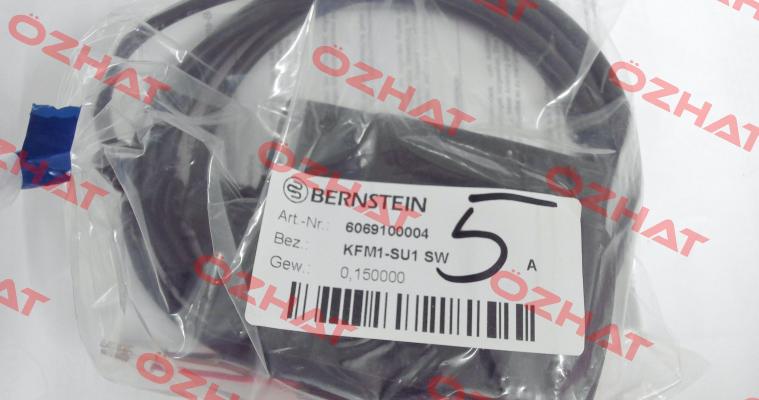 BERNSTEIN
Art.-Nr.: 6069100004
Bez.: KFM1-SU1 SW
Gew.: 0,150000
5
A
ÖZHAT
ÖZHAT
ÖZHAT
ÖZHAT
ÖZHAT
ÖZHAT
ÖZHAT
ÖZHAT
ÖZHAT
ÖZHAT